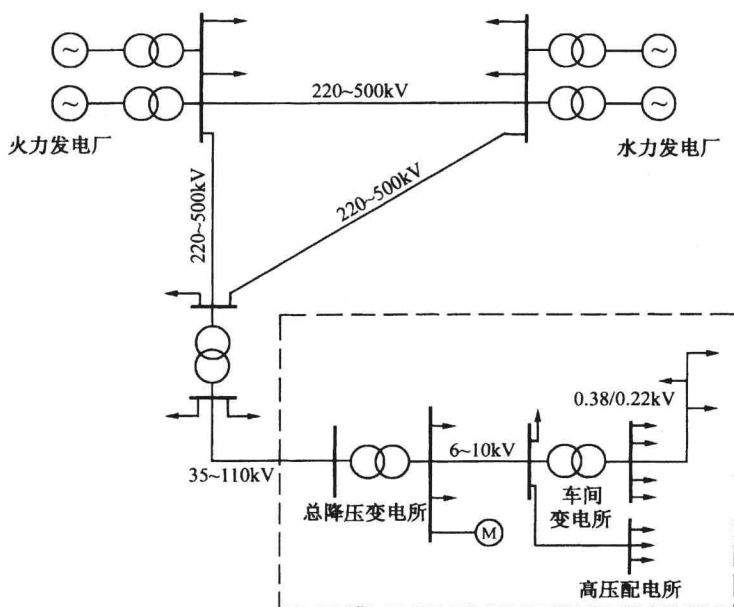 ~
~
220~500kV
~
~
火力发电厂
水力发电厂
220~500kV
220~500kV
0.38/0.22kV
6~10kV
35~110kV
总降压变电所
车间
变电所
M
高压配电所